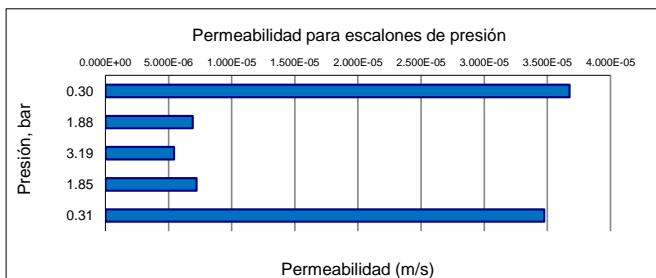 Permeabilidad para escalones de presión
0.000E+00 5.000E-06 1.000E-05 1.500E-05 2.000E-05 2.500E-05 3.000E-05 3.500E-05 4.000E-05
Presión, bar
0.30
1.88
3.19
1.85
0.31
Permeabilidad (m/s)